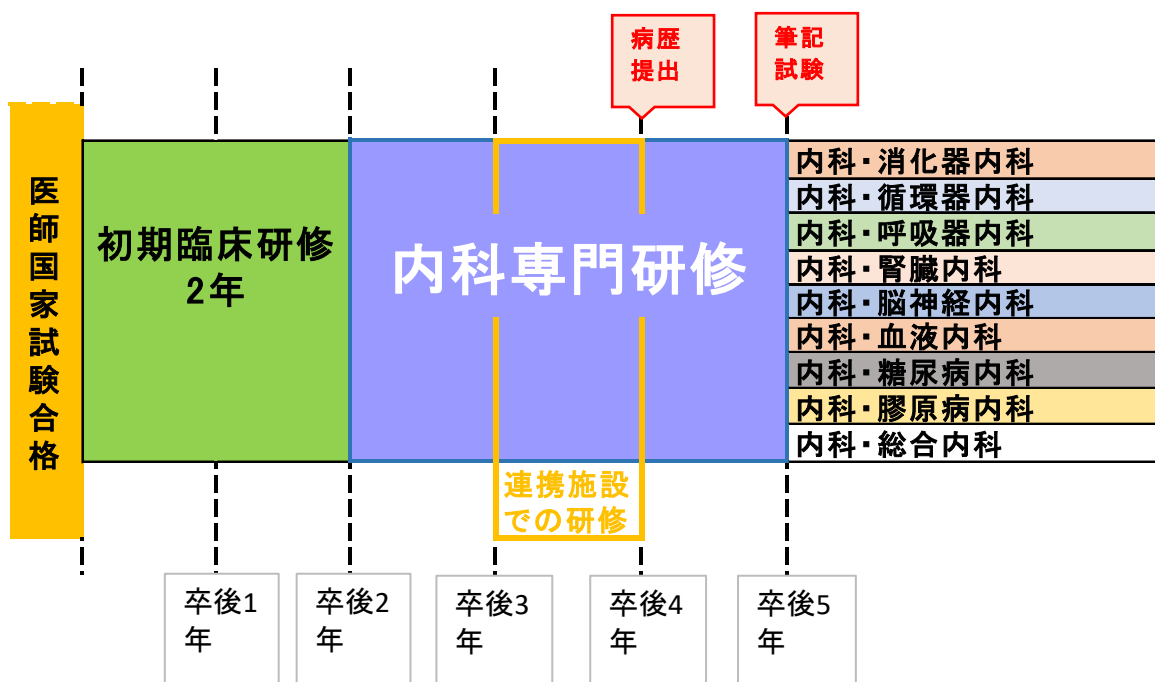 病歴
提出
筆記
試験
医師国家試験合格
初期臨床研修
2年
内科専門研修
連携施設
での研修
内科・消化器内科
内科・循環器内科
内科・呼吸器内科
内科・腎臓内科
内科・脳神経内科
内科・血液内科
内科・糖尿病内科
内科・膠原病内科
内科・総合内科
卒後1
年
卒後2
年
卒後3
年
卒後4
年
卒後5
年